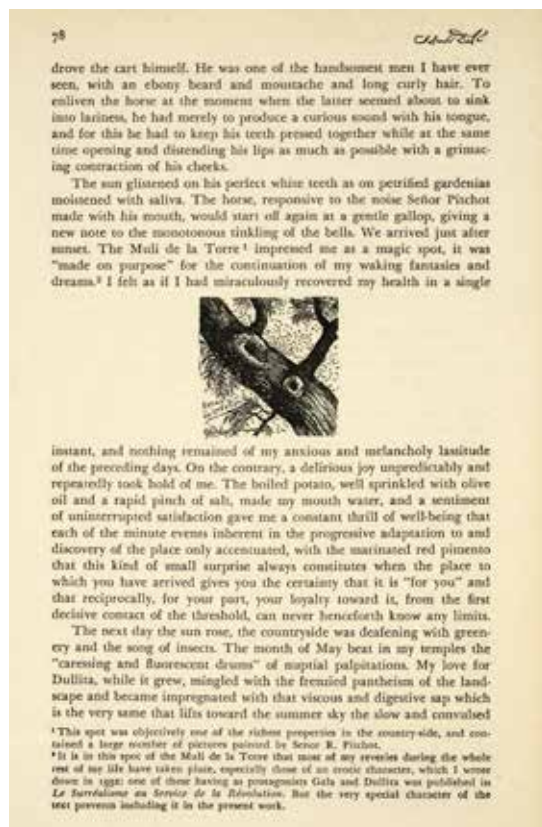 78
drove the cart himself. He was one of the handsomest men I have ever
seen, with an ebony beard and moustache and long curly hair. To
enliven the horse at the moment when the latter seemed about to sink
into laziness, he had merely to produce a curious sound with his tongue,
and for this he had to keep his teeth pressed together while at the same
time opening and distending his lips as much as possible with a grimac-
ing contraction of his cheeks.
The sun glistened on his perfect white teeth as on petrified gardenias
moistened with saliva. The horse, responsive to the noise Señor Pitchot
made with his mouth, would start off again at a gentle gallop, giving a
new note to the monotonous tinkling of the bells. We arrived just after
sunset. The Muli de la Torre ¹ impressed me as a magic spot, it was
"made on purpose" for the continuation of my waking fantasies and
dreams.² I felt as if I had miraculously recovered my health in a single
instant, and nothing remained of my anxious and melancholy lassitude
of the preceding days. On the contrary, a delirious joy unpredictably and
repeatedly took hold of me. The boiled potato, well sprinkled with olive
oil and a rapid pinch of salt, made my mouth water, and a sentiment
of uninterrupted satisfaction gave me a constant thrill of well-being that
each of the minute events inherent in the progressive adaptation to and
discovery of the place only accentuated, with the marinated red pimento
that this kind of small surprise always constitutes when the place to
which you have arrived gives you the certainty that it is "for you" and
that reciprocally, for your part, your loyalty toward it, from the first
decisive contact of the threshold, can never henceforth know any limits.
The next day the sun rose, the countryside was deafening with green-
ery and the song of insects. The month of May beat in my temples the
"caressing and fluorescent drums" of nuptial palpitations. My love for
Dullita, while it grew, mingled with the frenzied pantheism of the land-
scape and became impregnated with that viscous and digestive sap which
is the very same that lifts toward the summer sky the slow and convulsed
¹ This spot was objectively one of the richest properties in the country-side, and con-
tained a large number of pictures painted by Senor R. Pitchot.
² It is in this spot of the Muli de la Torre that most of my reveries during the whole
rest of my life have taken place, especially those of an erotic character, which I wrote
down in 1932; one of these having as protagonists Gala and Dullita was published in
Le Surréalisme au Service de la Révolution. But the very special character of the
text prevents including it in the present work.